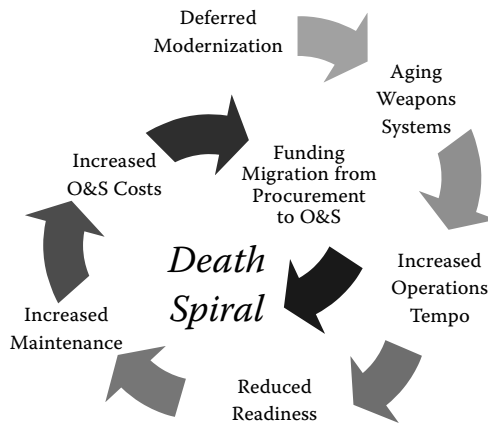 Deferred
Modernization
Aging
Weapons
Systems
Increased
Operations
Tempo
Reduced
Readiness
Increased
Maintenance
Increased
O&S Costs
Funding
Migration from
Procurement
to O&S
Death
Spiral